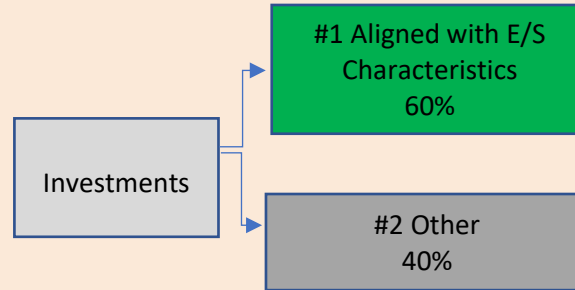 #1 Aligned with E/S
Characteristics
60%
Investments
#2 Other
40%